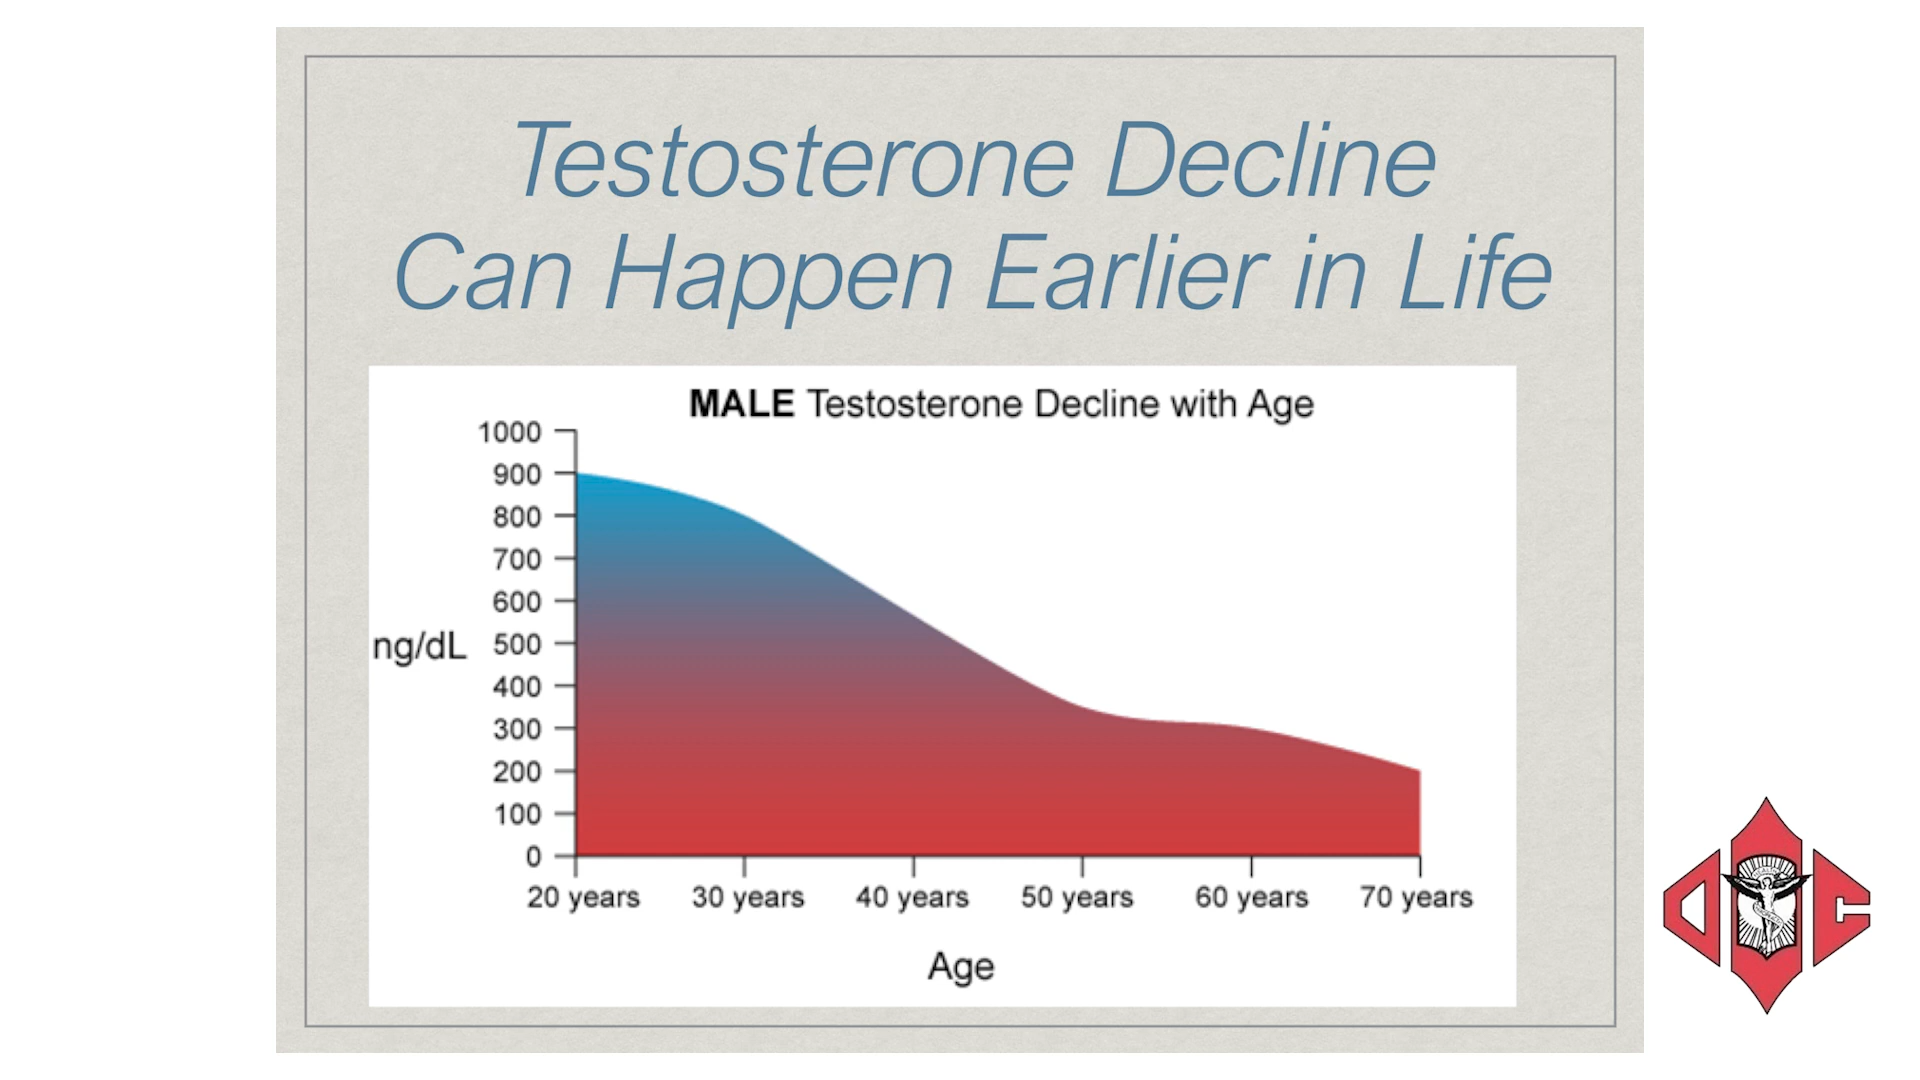 Testosterone Decline
Can Happen Earlier in Life
MALE Testosterone Decline with Age
1000
900
800
700
600
ng/dL
500
400
300
200
100
0
20 years
30 years
40 years
50 years
60 years
70 years
Age
D C